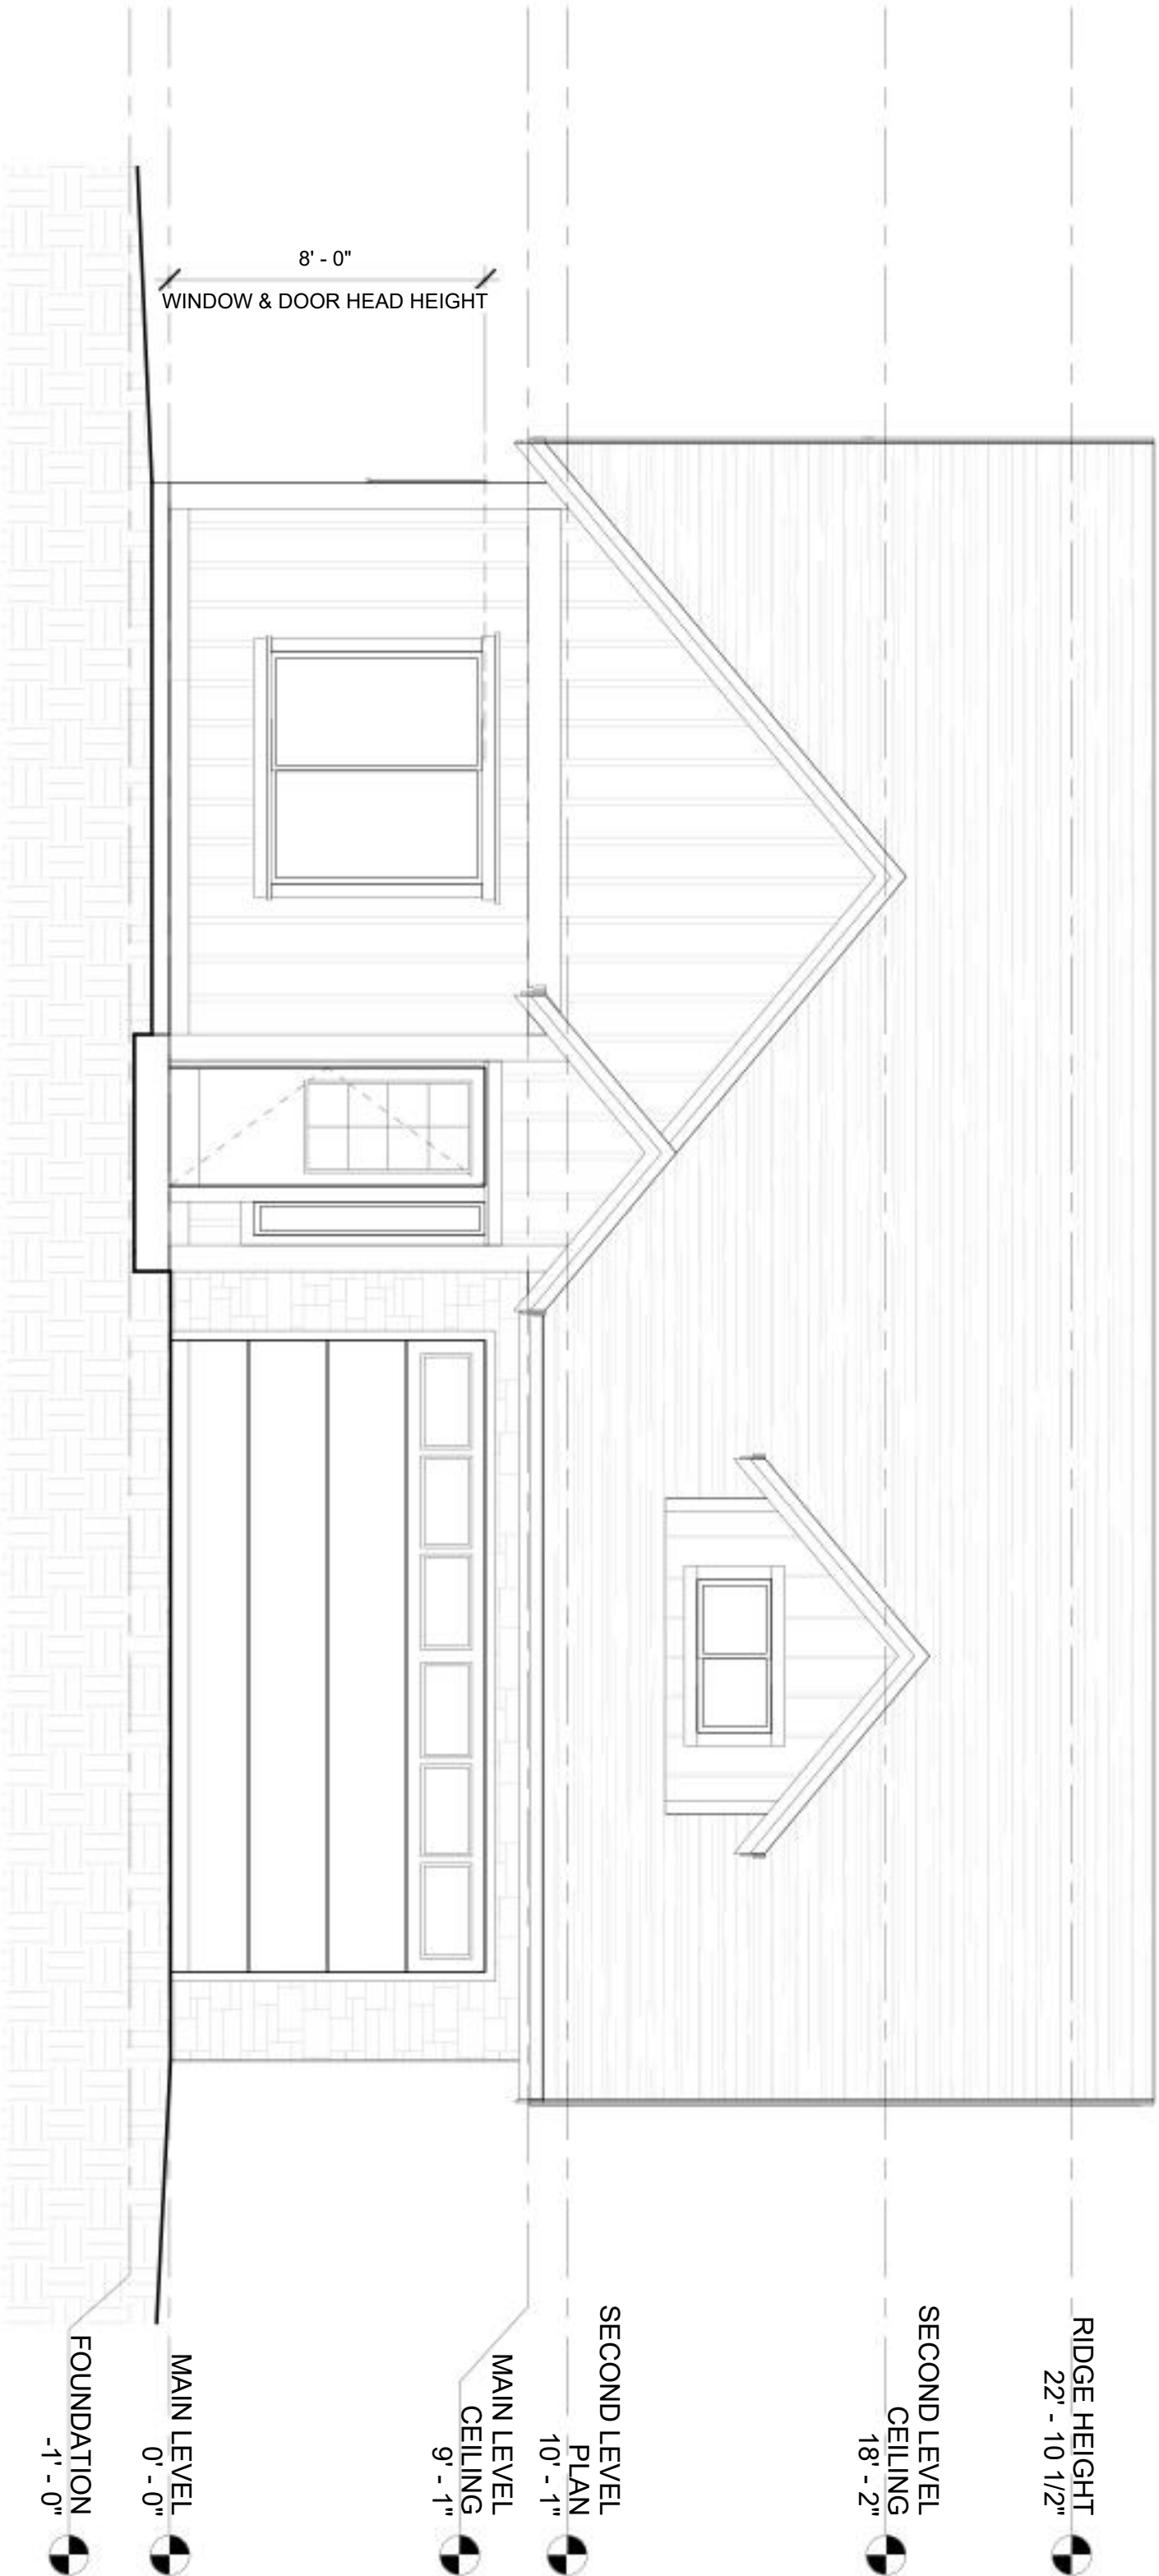 RIDGE HEIGHT
22' - 10 1/2"
SECOND LEVEL
CEILING
18' - 2"
SECOND LEVEL
PLAN
10' - 1"
MAIN LEVEL
CEILING
9' - 1"
MAIN LEVEL
0' - 0"
FOUNDATION
-1' - 0"
8' - 0"
WINDOW & DOOR HEAD HEIGHT